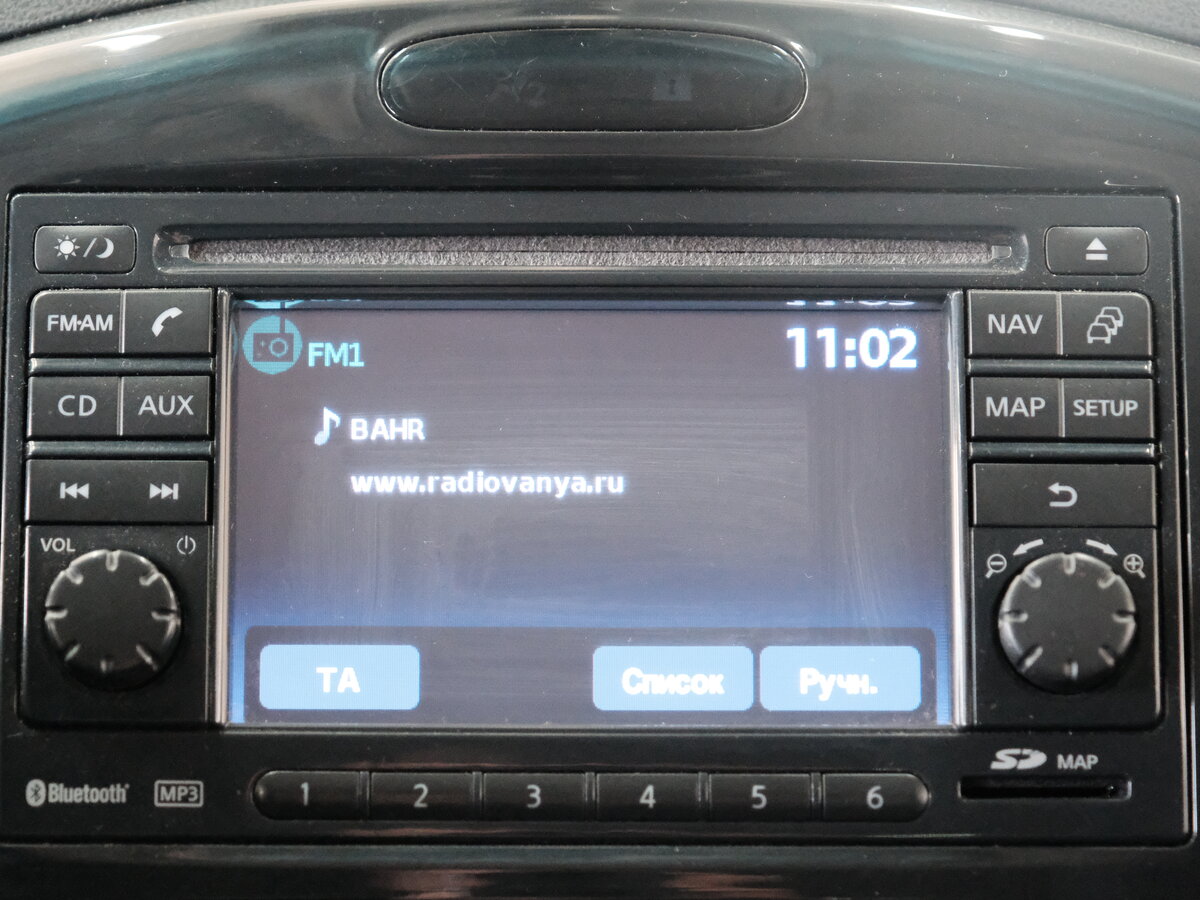 FM·AM
CD AUX
VOL
FM1 11:02
BAHR
www.radiovanya.ru
TA Список Ручн.
NAV
MAP SETUP
Bluetooth® MP3 1 2 3 4 5 6 SD MAP